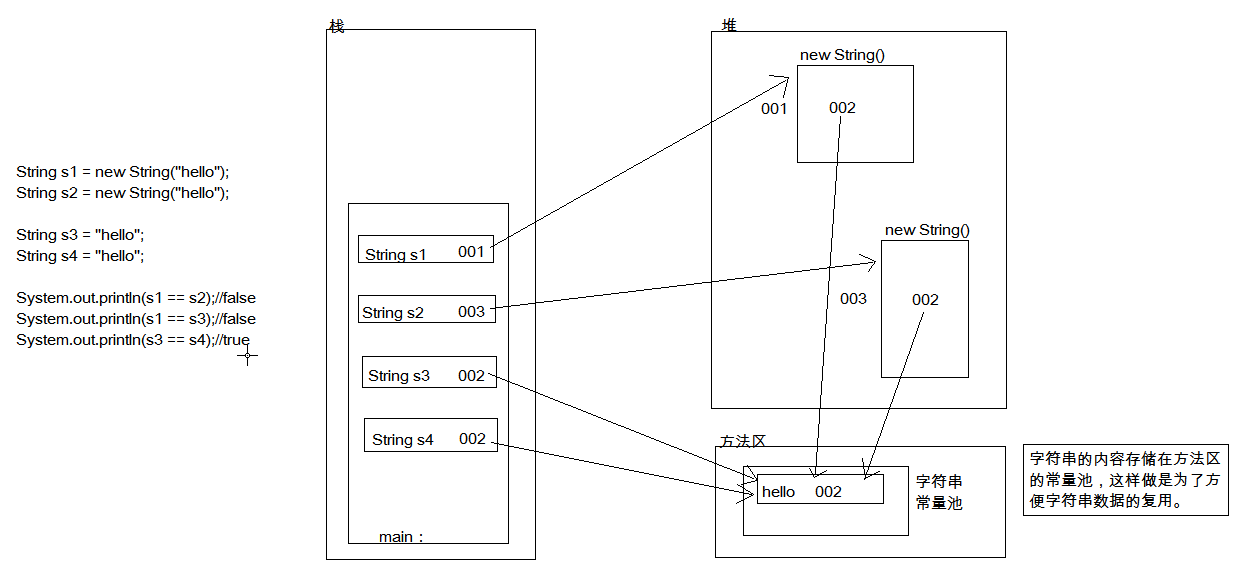 String s1 = new String("hello");
String s2 = new String("hello");
String s3 = "hello";
String s4 = "hello";
System.out.println(s1 == s2);//false
System.out.println(s1 == s3);//false
System.out.println(s3 == s4);//true
栈
String s1 001
String s2 003
String s3 002
String s4 002
main：
堆
new String()
001
002
new String()
003
002
方法区
hello 002
字符串
常量池
字符串的内容存储在方法区
的常量池，这样做是为了方
便字符串数据的复用。